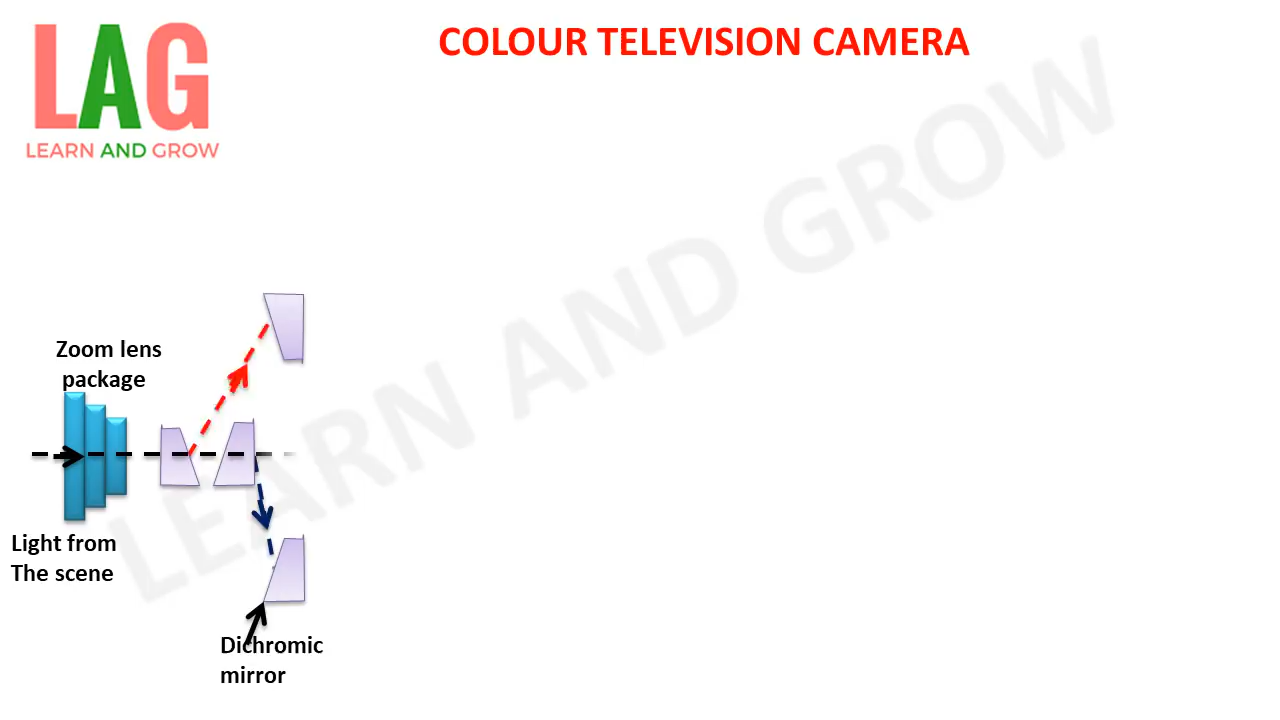 LAG
LEARN AND GROW
COLOUR TELEVISION CAMERA
LEARN AND GROW
Zoom lens
package
Light from
The scene
Dichromic
mirror